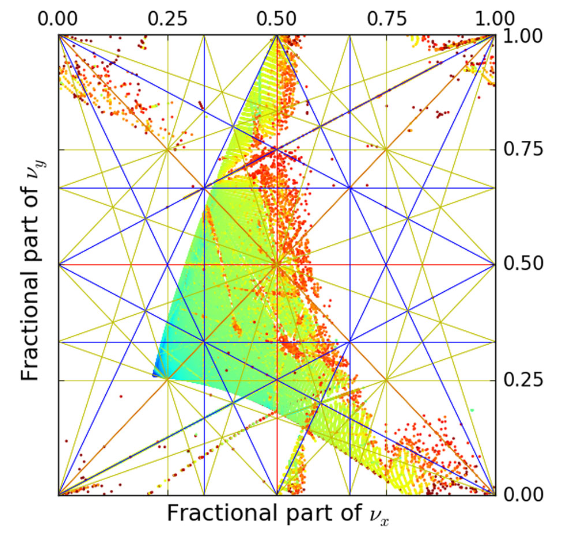 0.00 0.25 0.50 0.75 1.00
1.00
0.75
0.50
0.25
0.00
Fractional part of ν_y
Fractional part of ν_x